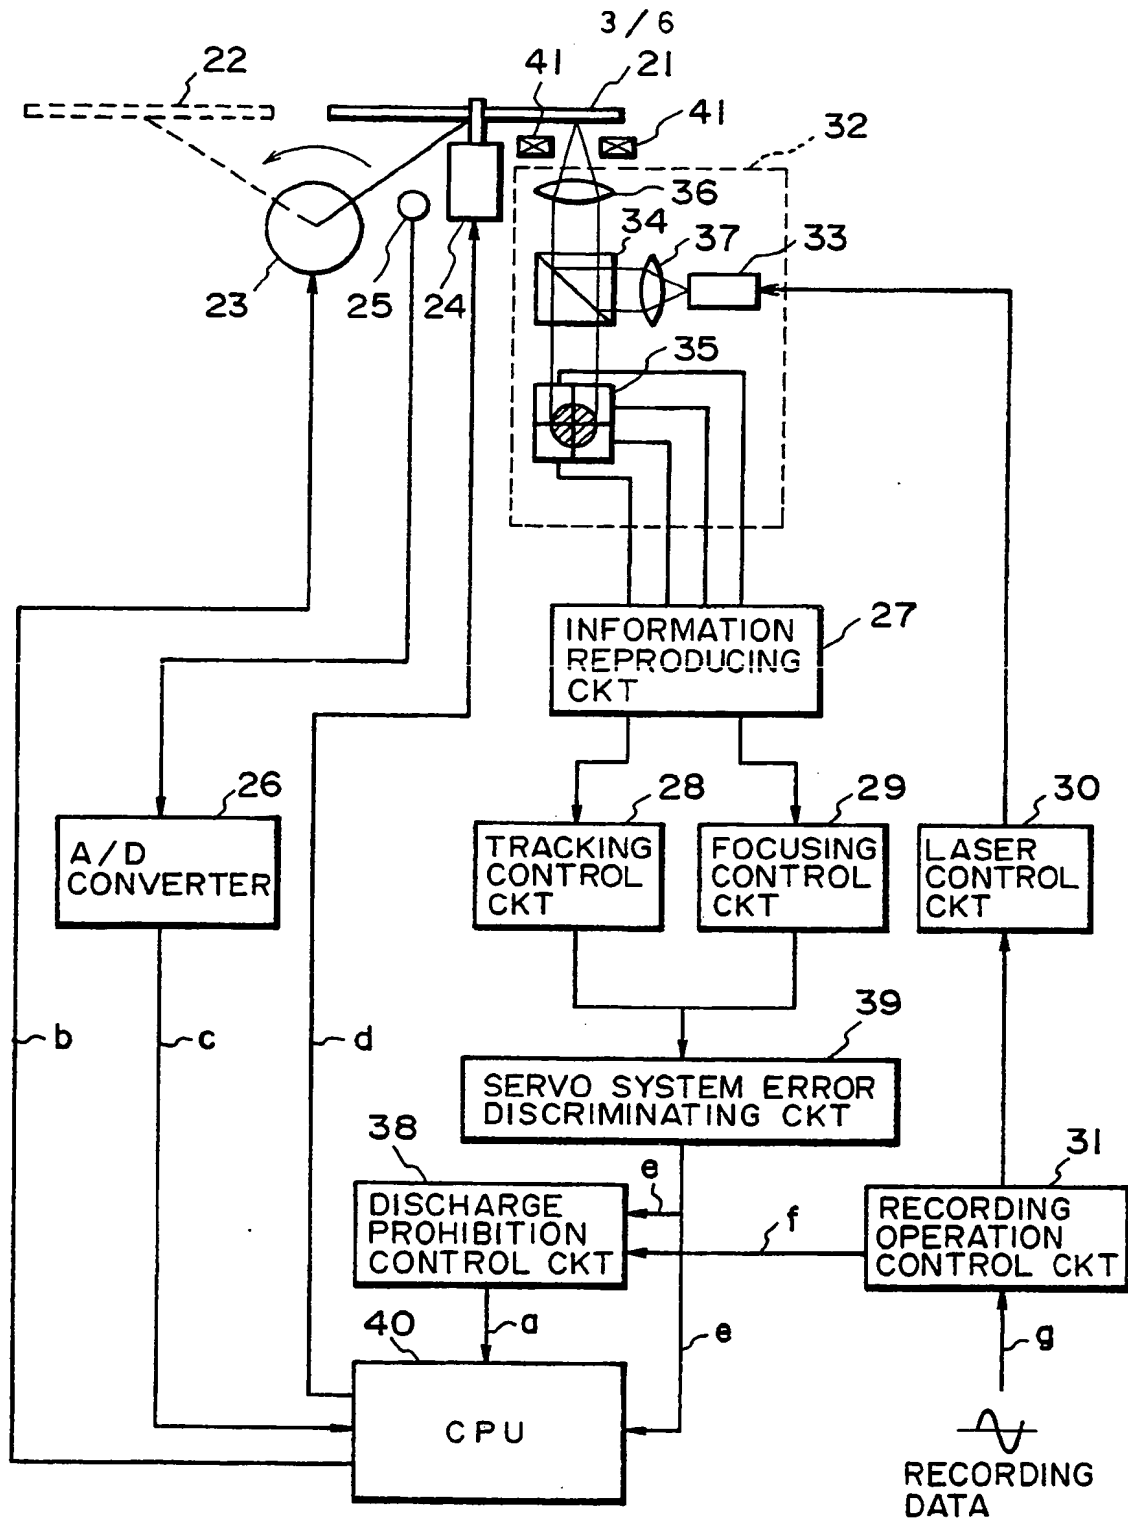 3/6
22
41
21
41
32
36
34
37
33
23
25
24
35
INFORMATION
REPRODUCING
CKT
27
26
A/D
CONVERTER
28
TRACKING
CONTROL
CKT
29
FOCUSING
CONTROL
CKT
30
LASER
CONTROL
CKT
b
c
d
39
SERVO SYSTEM ERROR
DISCRIMINATING CKT
38
DISCHARGE
PROHIBITION
CONTROL CKT
e
f
31
RECORDING
OPERATION
CONTROL CKT
a
40
e
g
CPU
RECORDING
DATA